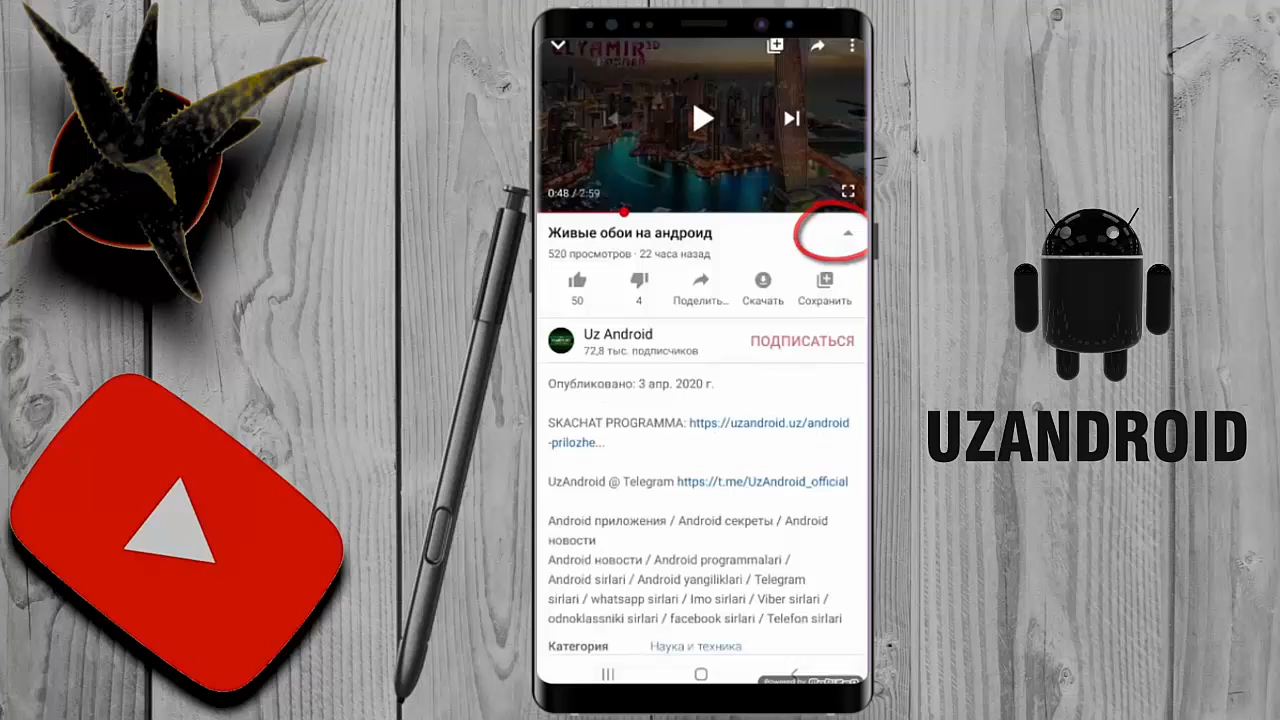 0:48 / 2:59
Живые обои на андроид
520 просмотров · 22 часа назад
50
4
Поделить...
Скачать
Сохранить
Uz Android
72,8 тыс. подписчиков
ПОДПИСАТЬСЯ
Опубликовано: 3 апр. 2020 г.
SKACHAT PROGRAMMA: https://uzandroid.uz/android
-prilozhe...
UzAndroid @ Telegram https://t.me/UzAndroid_official
Android приложения / Android секреты / Android
новости
Android новости / Android programmalari /
Android sirlari / Android yangiliklari / Telegram
sirlari / whatsapp sirlari / Imo sirlari / Viber sirlari /
odnoklassniki sirlari / facebook sirlari / Telefon sirlari
Категория
Наука и техника
UZANDROID